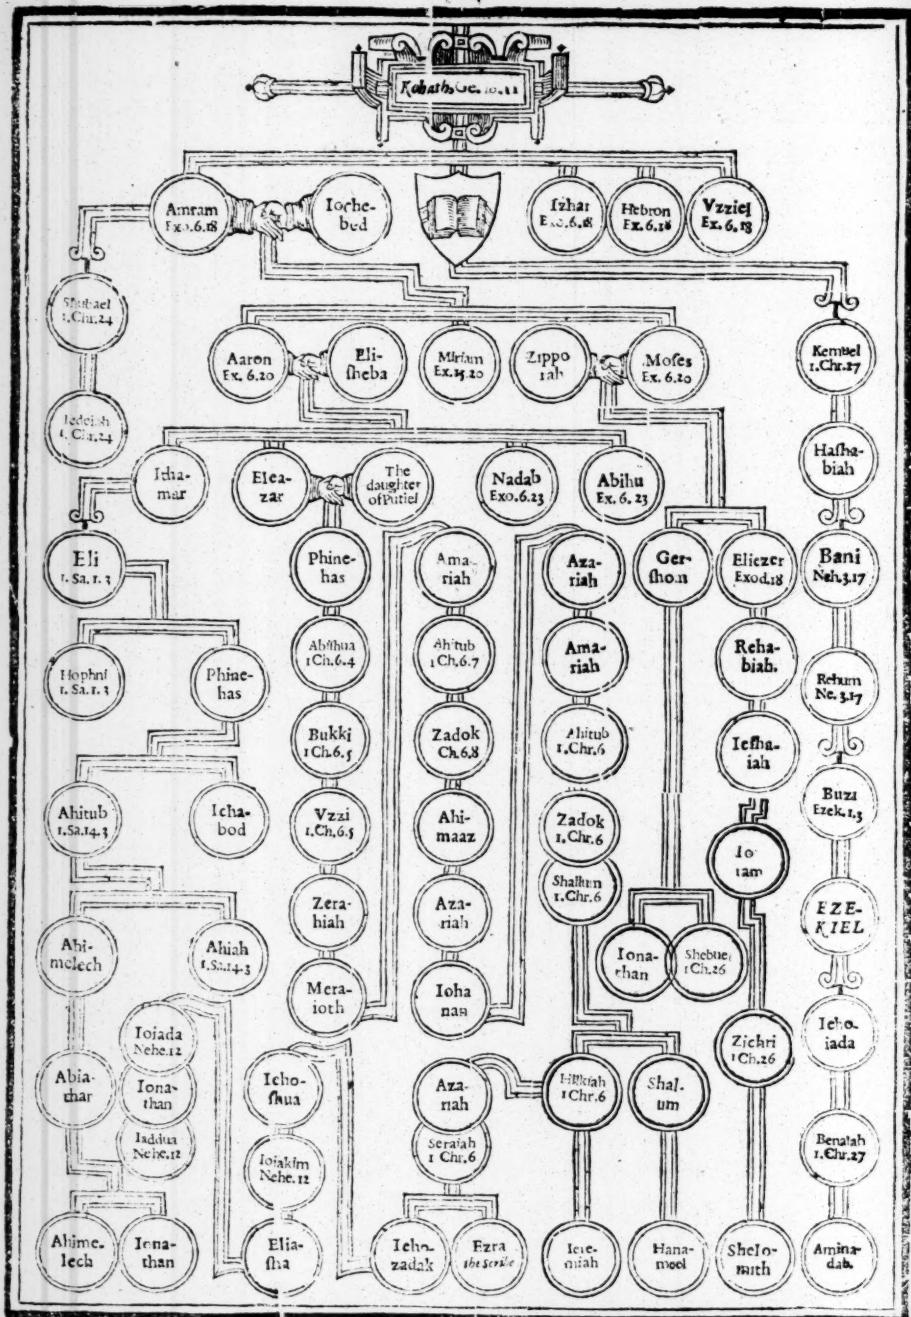 Kohath, Ge.
Amram
Exo.6.18
Ioche-
bed
Izhar
Exo.6.18
Hebron
Ex. 6.18
Vzziel
Ex. 6. 18
Shubael
1.Chr.24
Kemuel
1.Chr.27
Aaron
Ex. 6.20
Eli-
sheba
Miriam
Ex.15.20
Zippo
rah
Moses
Ex. 6.20
Iedeiah
1. Chr.24
Hasha-
biah
Itha-
mar
Elea-
zar
The
daughter
of Putiel
Nadab
Exo.6.23
Abihu
Ex. 6. 23
Eli
1. Sa. 1. 3
Phine-
has
Ama-
riah
Aza-
riah
Ger-
shon
Eliezer
Exod.18
Bani
Neh.3.17
Hophni
1. Sa. 1. 3
Phine-
has
Abishua
1 Ch.6.4
Ahitub
1 Ch.6.7
Ama-
riah
Reha-
biah.
Rehum
Ne. 3.17
Bukki
1 Ch.6.5
Zadok
Ch.6.8
Ahitub
1.Chr.6
Iesha-
iah
Ahitub
1.Sa.14.3
Icha-
bod
Vzzi
1.Ch.6.5
Ahi-
maaz
Zadok
1.Chr.6
Io
ram
Buzi
Ezek.1.3
Zera-
hiah
Aza-
riah
Shallum
1.Chr.6
EZE-
KIEL
Ahi-
melech
Ahiah
1.Sa.14.3
Mera-
ioth
Ioha
nan
Iona-
than
Shebuel
1 Ch.26
Ioiada
Nehe.12
Zichri
1 Ch.26
Ieho-
iada
Abia-
thar
Iona-
than
Ieho-
shua
Aza-
riah
Hilkiah
1 Chr.6
Shal-
um
Iaddua
Nehe.12
Ioiakim
Nehe. 12
Seraiah
1 Chr.6
Benaiah
1.Chr.27
Ahime-
lech
Iona-
than
Elia-
sha
Ieho-
zadak
Ezra
the Scribe
Iere-
miah
Hana-
meel
Shelo-
mith
Amina-
dab.